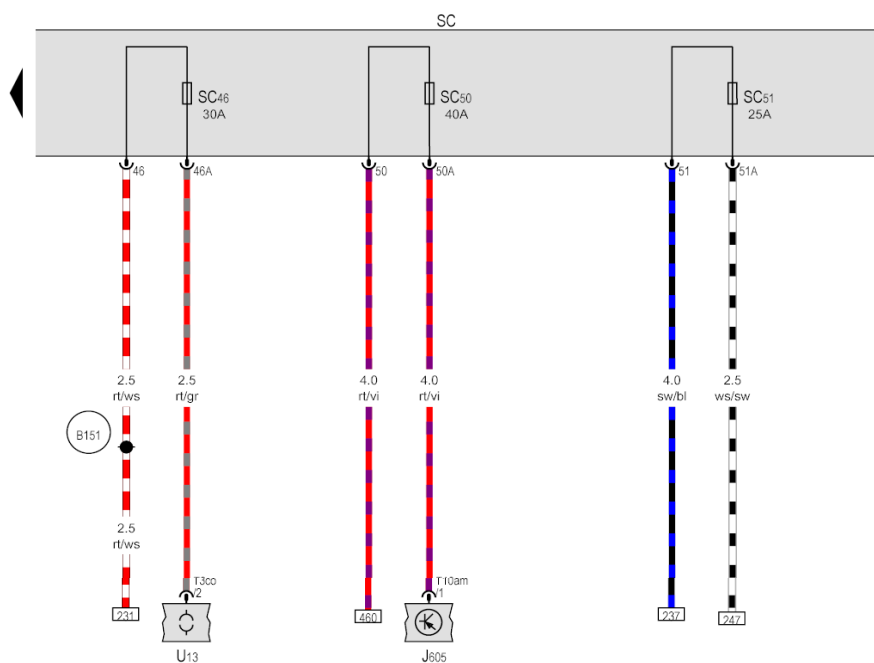 SC
SC46 SC50 SC51
30A 40A 25A
46 46A 50 50A 51 51A
2.5 2.5 4.0 4.0 4.0 2.5
rt/ws rt/gr rt/vi rt/vi sw/bl ws/sw
B151
2.5
rt/ws
T3co T10am
/2 /1
231 460 237 247
U13 J605